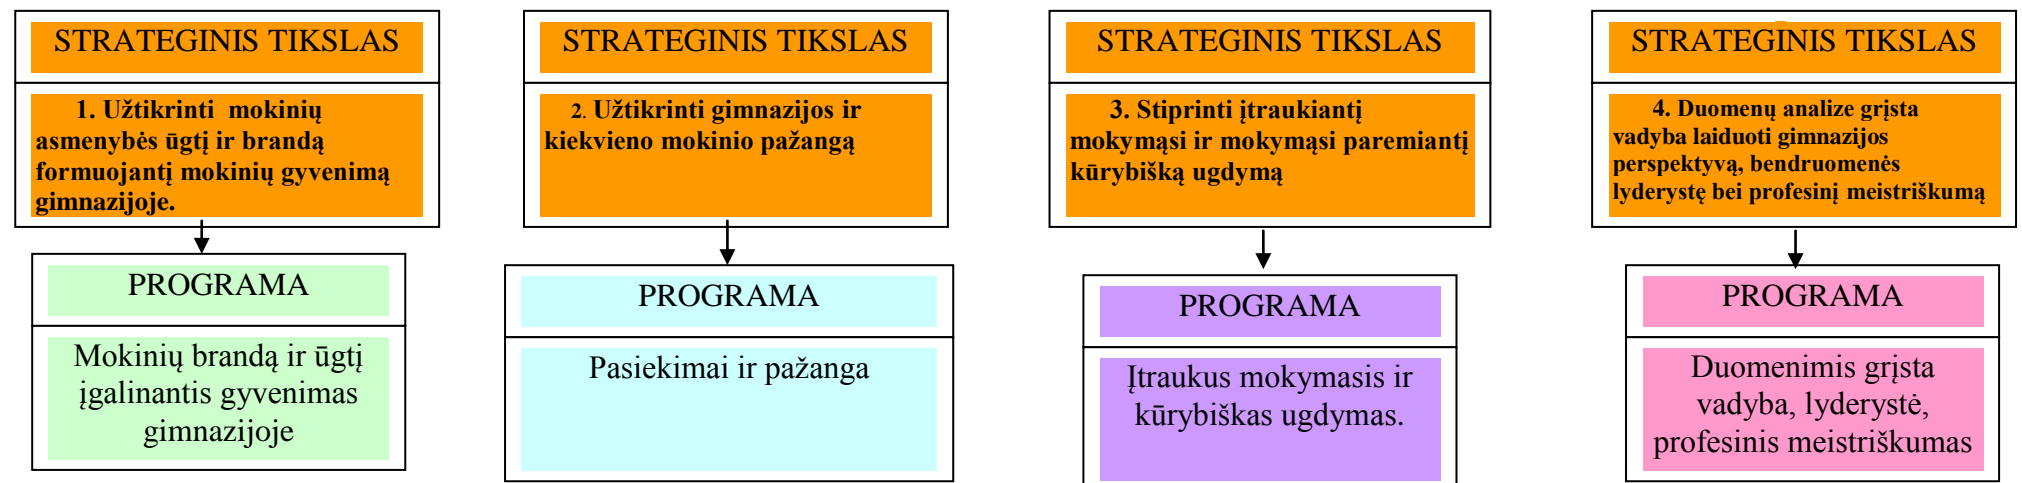 STRATEGINIS TIKSLAS
1. Užtikrinti mokinių
asmenybės ūgtį ir brandą
formuojantį mokinių gyvenimą
gimnazijoje.
PROGRAMA
Mokinių brandą ir ūgtį
įgalinantis gyvenimas
gimnazijoje
STRATEGINIS TIKSLAS
2. Užtikrinti gimnazijos ir
kiekvieno mokinio pažangą
PROGRAMA
Pasiekimai ir pažanga
STRATEGINIS TIKSLAS
3. Stiprinti įtraukiantį
mokymąsi ir mokymąsi paremiantį
kūrybišką ugdymą
PROGRAMA
Įtraukus mokymasis ir
kūrybiškas ugdymas.
STRATEGINIS TIKSLAS
4. Duomenų analize grįsta
vadyba laiduoti gimnazijos
perspektyvą, bendruomenės
lyderystę bei profesinį meistriškumą
PROGRAMA
Duomenimis grįsta
vadyba, lyderystė,
profesinis meistriškumas